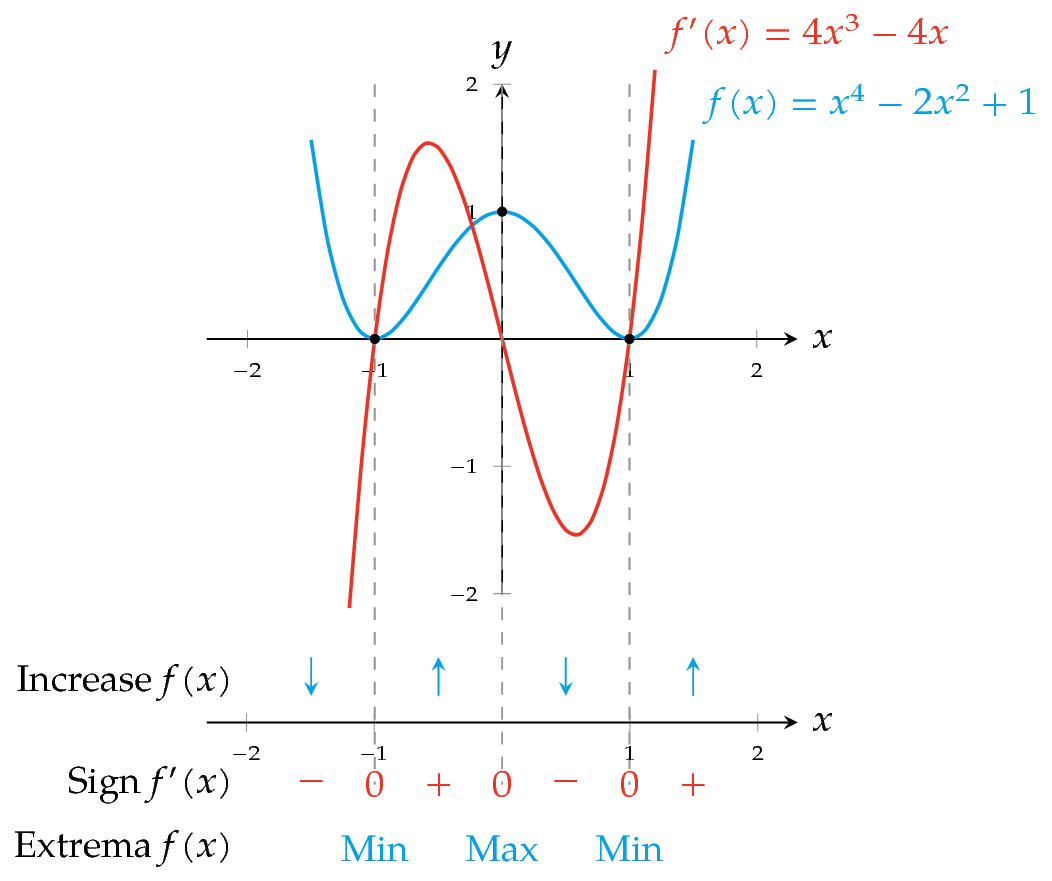 f′(x) = 4x³ − 4x
y
2
f(x) = x⁴ − 2x² + 1
1
x
−2 −1 1 2
−1
−2
Increase f(x) ↓ ↑ ↓ ↑
x
−2 −1 1 2
Sign f′(x) − 0 + 0 − 0 +
Extrema f(x) Min Max Min